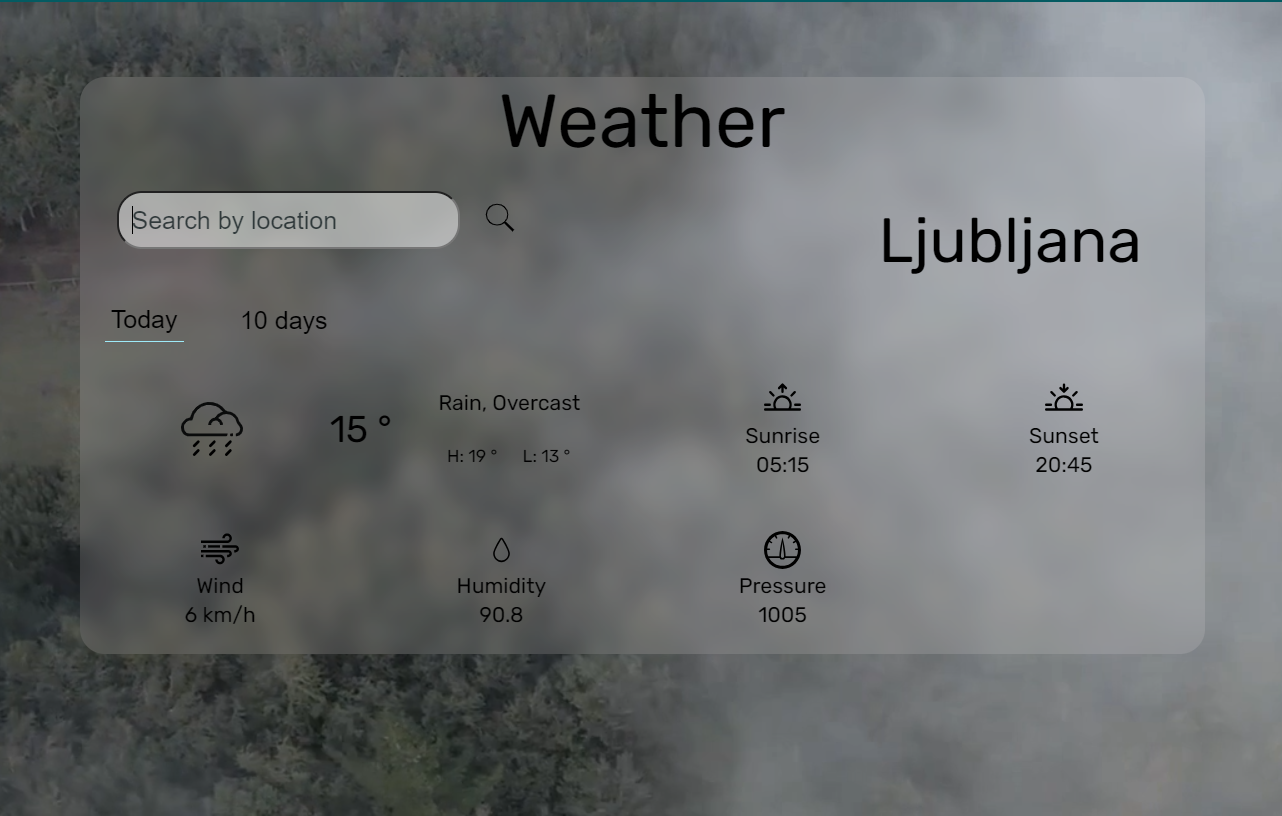 Weather
Search by location
Ljubljana
Today 10 days
15 °
Rain, Overcast
H: 19 ° L: 13 °
Sunrise
05:15
Sunset
20:45
Wind
6 km/h
Humidity
90.8
Pressure
1005